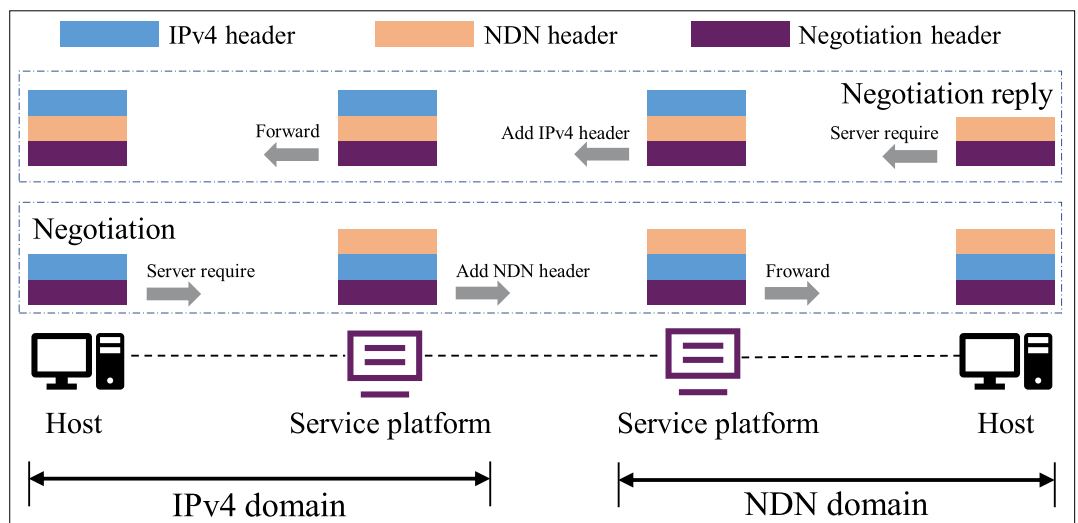 IPv4 header
NDN header
Negotiation header
Negotiation reply
Forward
Add IPv4 header
Server require
Negotiation
Server require
Add NDN header
Froward
Host
Service platform
Service platform
Host
IPv4 domain
NDN domain